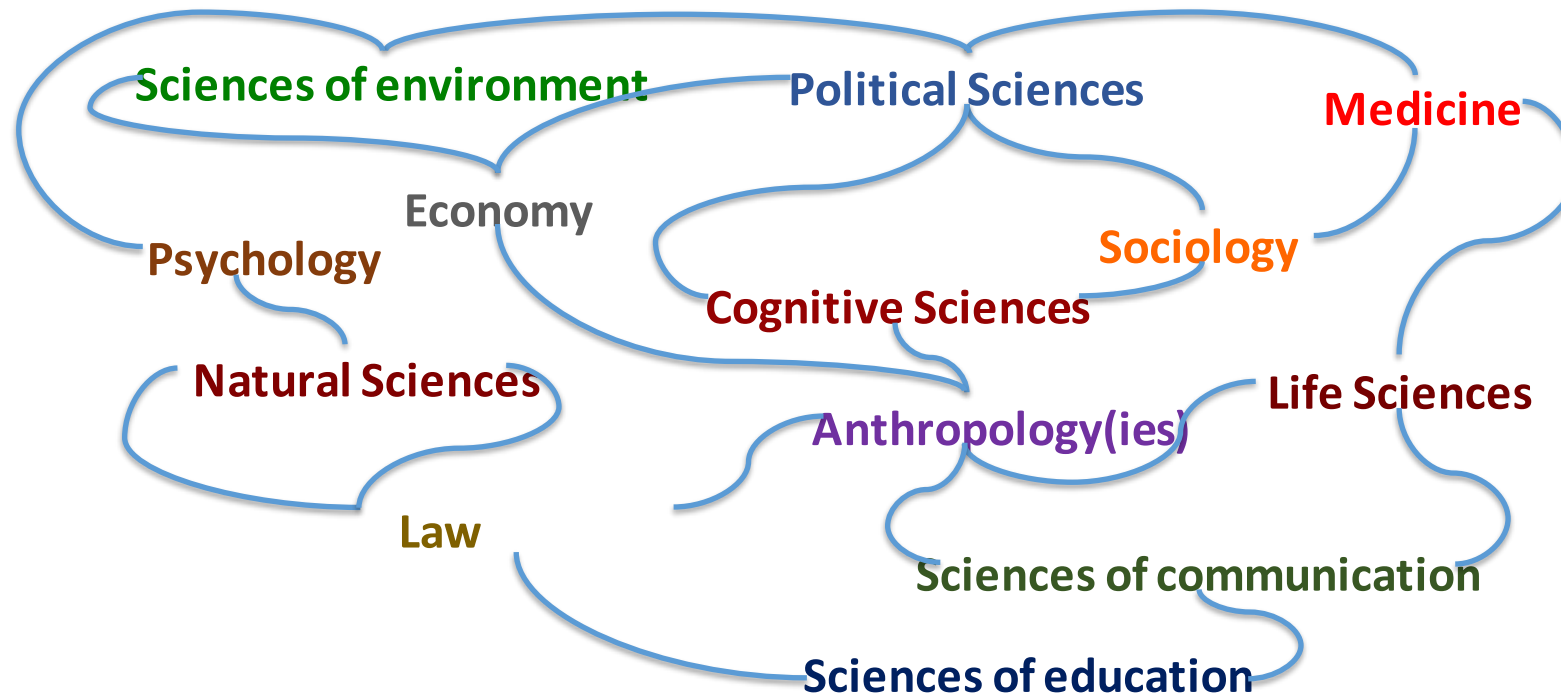 Sciences of environment
Political Sciences
Medicine
Economy
Psychology
Sociology
Cognitive Sciences
Natural Sciences
Life Sciences
Anthropology(ies)
Law
Sciences of communication
Sciences of education